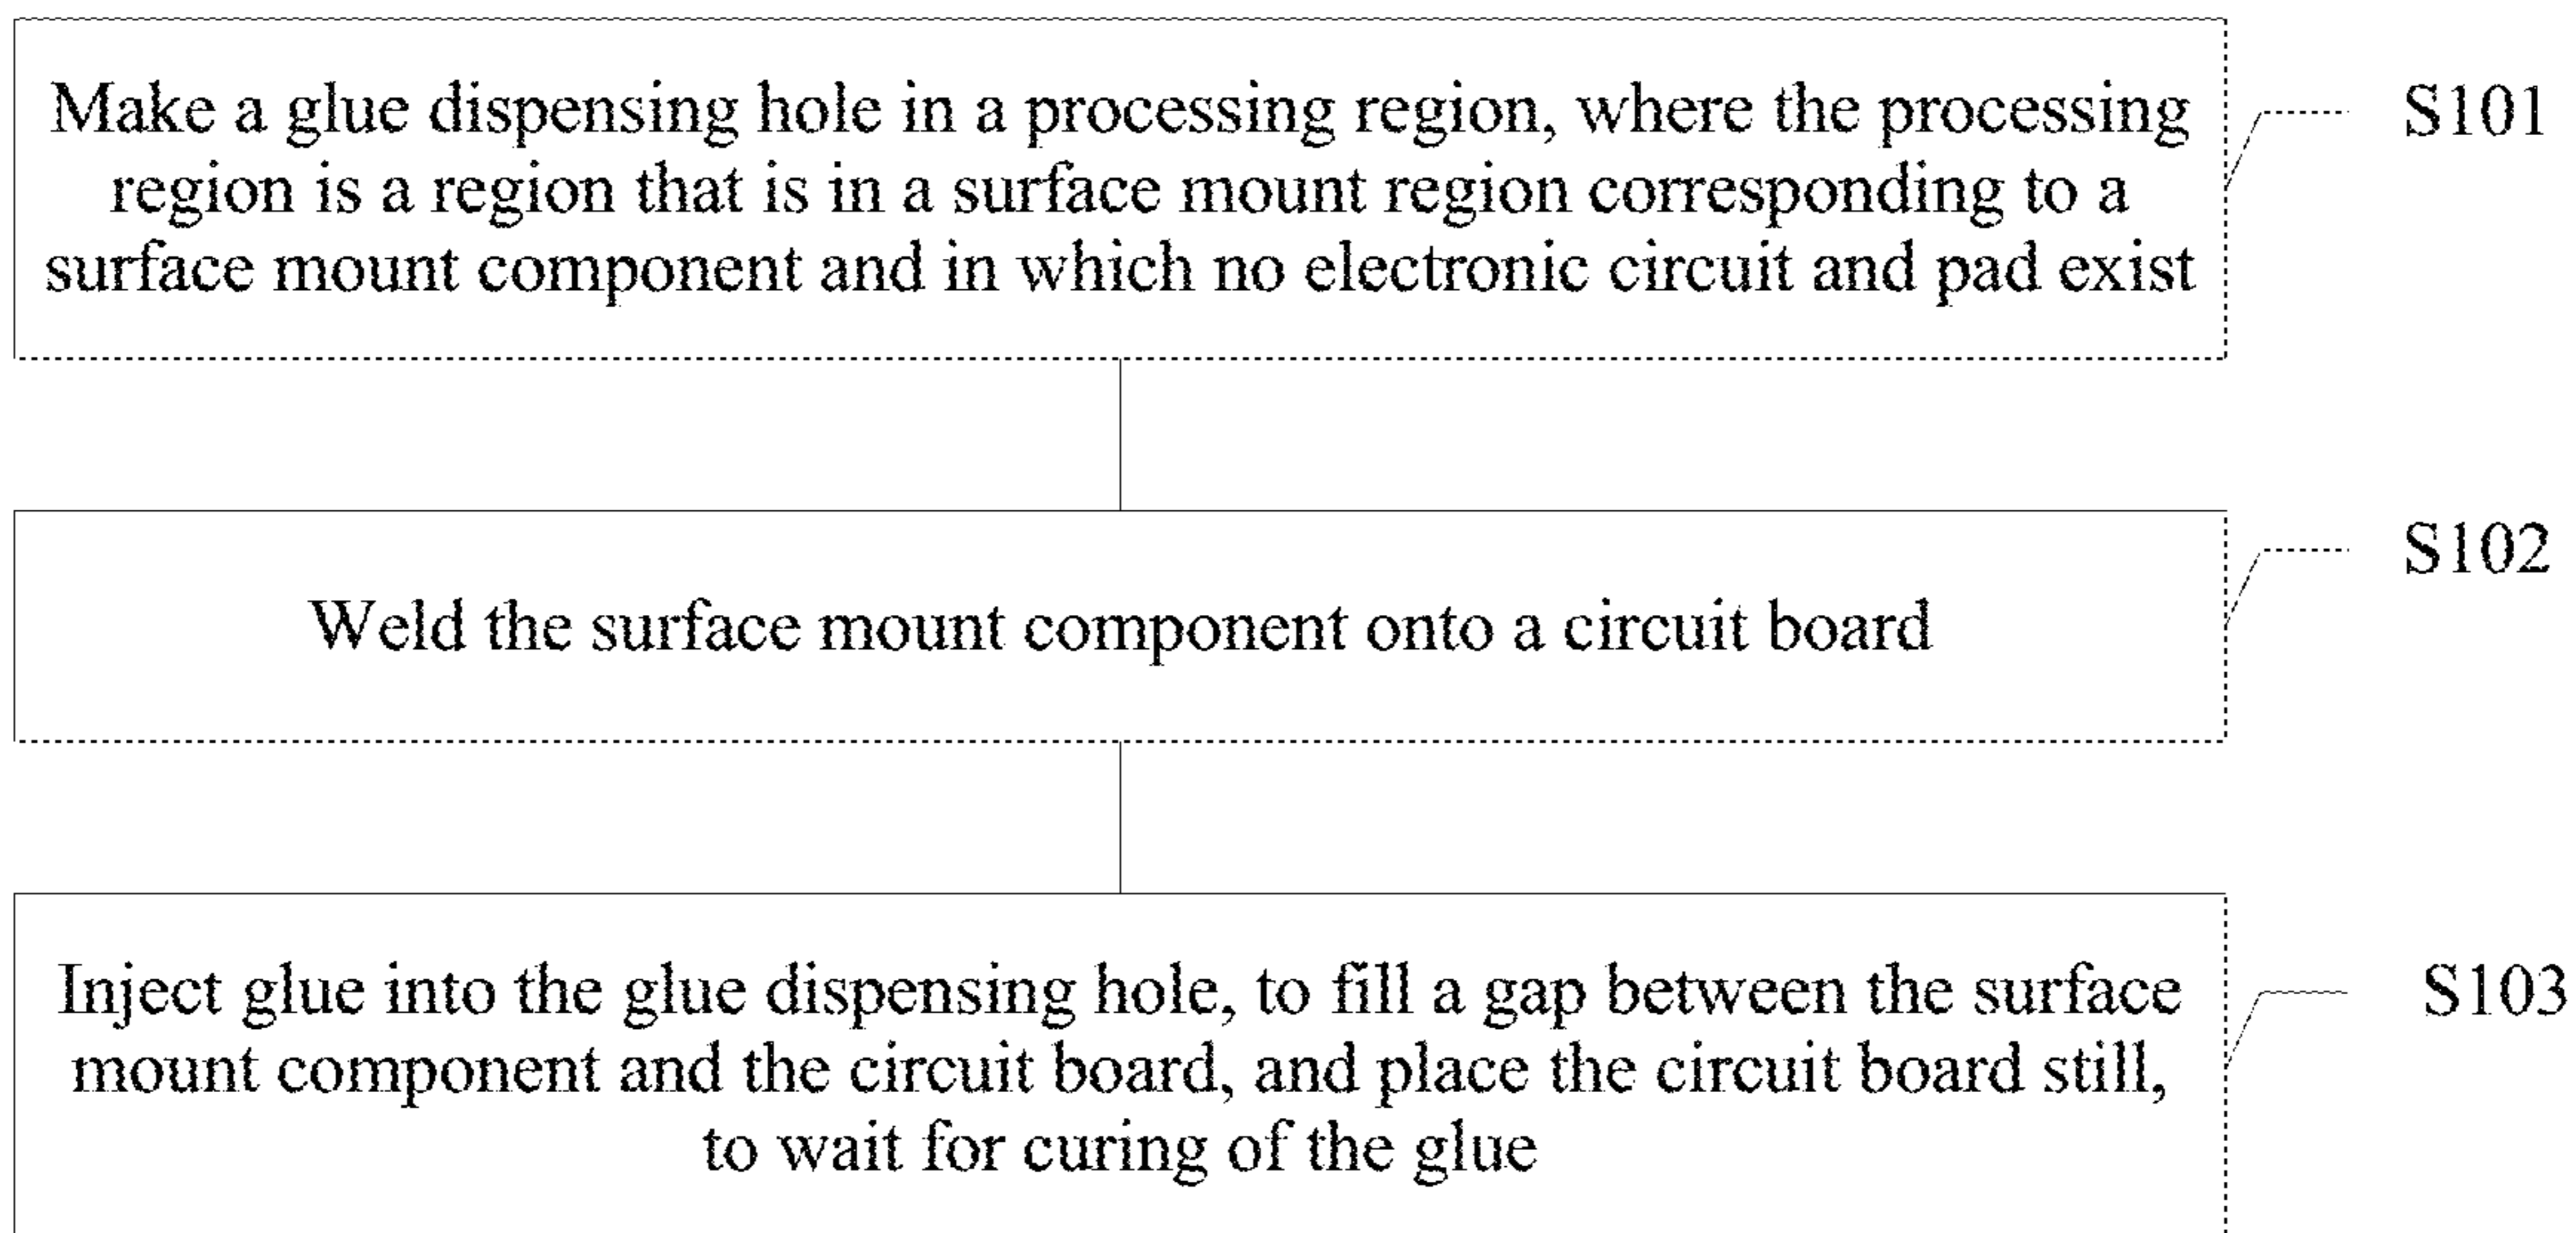 Make a glue dispensing hole in a processing region, where the processing
region is a region that is in a surface mount region corresponding to a
surface mount component and in which no electronic circuit and pad exist
S101
Weld the surface mount component onto a circuit board
S102
Inject glue into the glue dispensing hole, to fill a gap between the surface
mount component and the circuit board, and place the circuit board still,
to wait for curing of the glue
S103